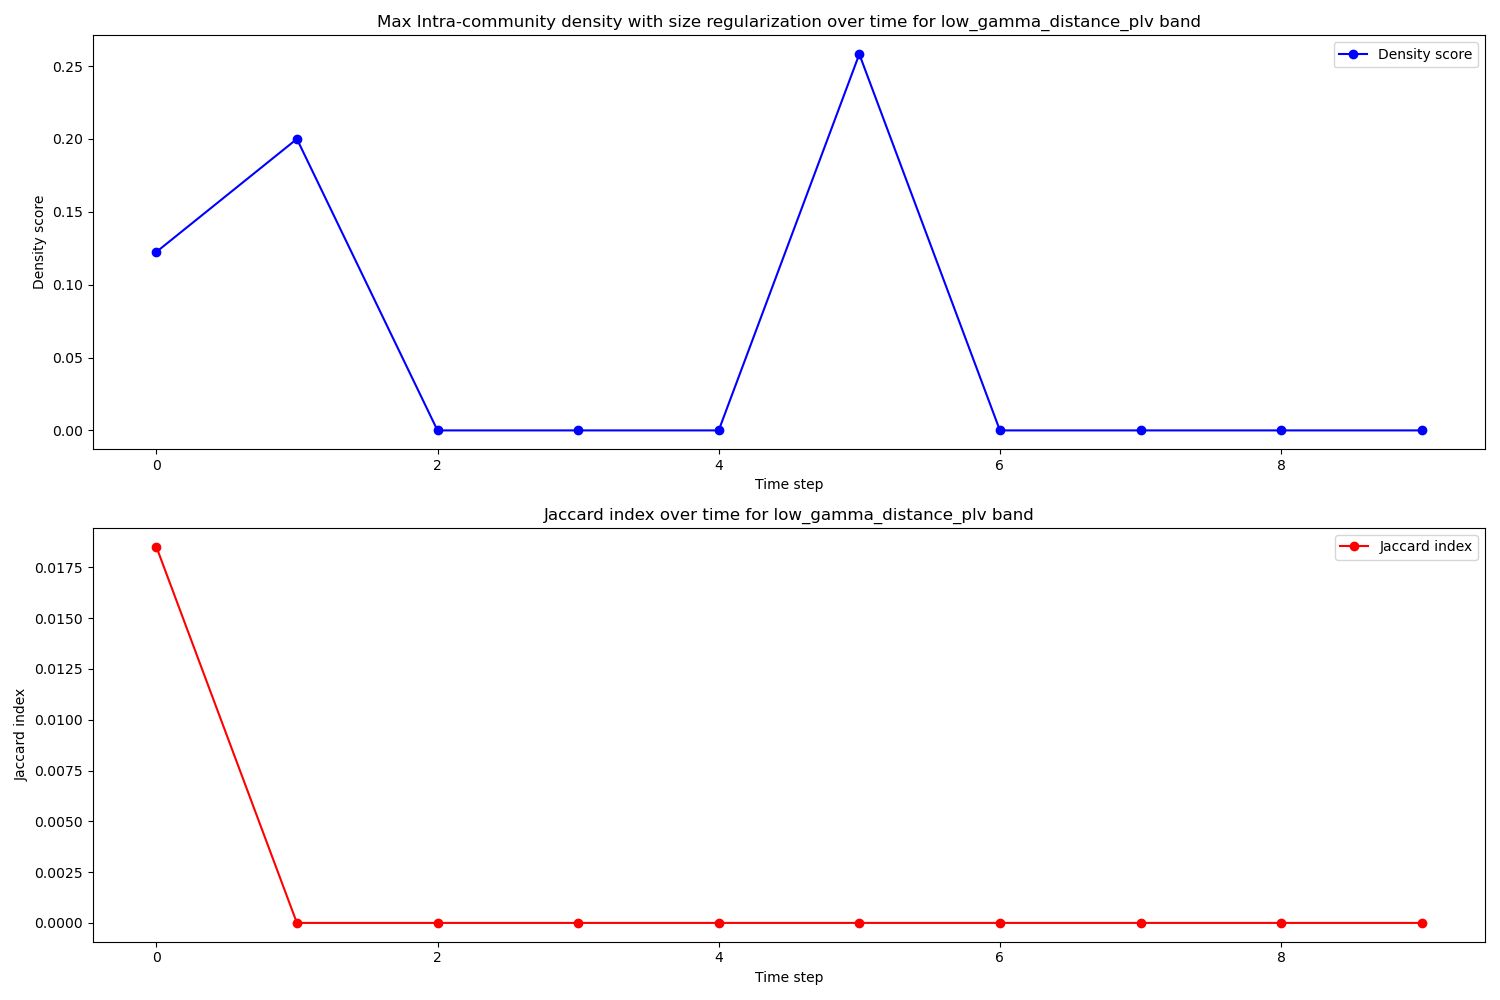 Max Intra-community density with size regularization over time for low_gamma_distance_plv band
Density score
0.25
0.20
0.15
0.10
0.05
0.00
Density score
0 2 4 6 8
Time step
Jaccard index over time for low_gamma_distance_plv band
Jaccard index
0.0175
0.0150
0.0125
0.0100
0.0075
0.0050
0.0025
0.0000
Jaccard index
0 2 4 6 8
Time step